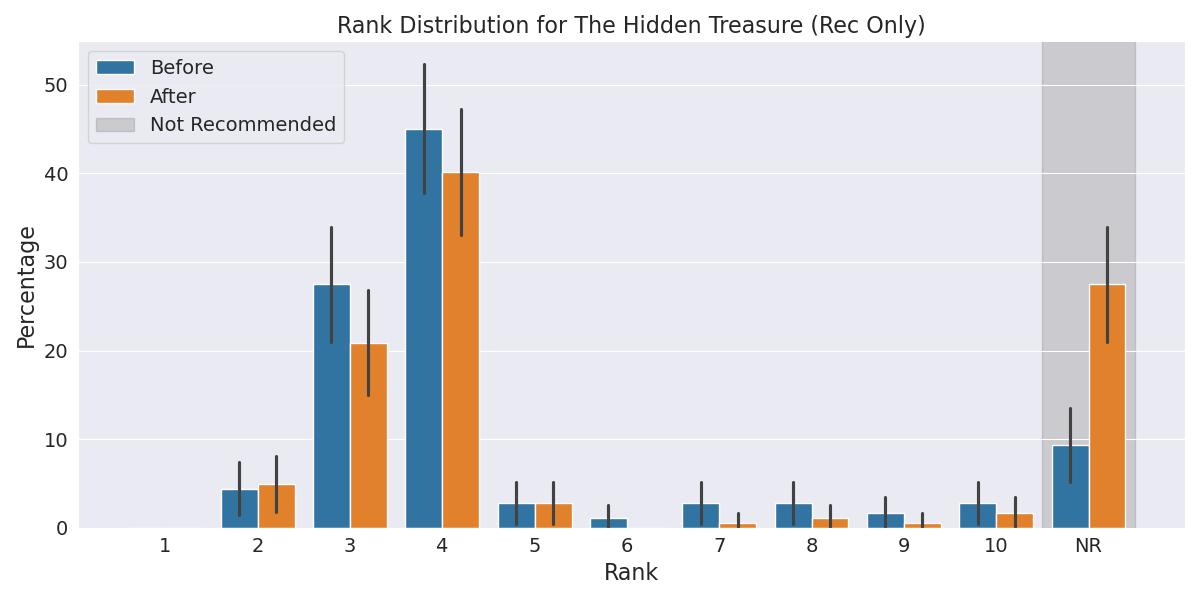 Rank Distribution for The Hidden Treasure (Rec Only)
Before
After
Not Recommended
Percentage
50
40
30
20
10
0
1 2 3 4 5 6 7 8 9 10 NR
Rank